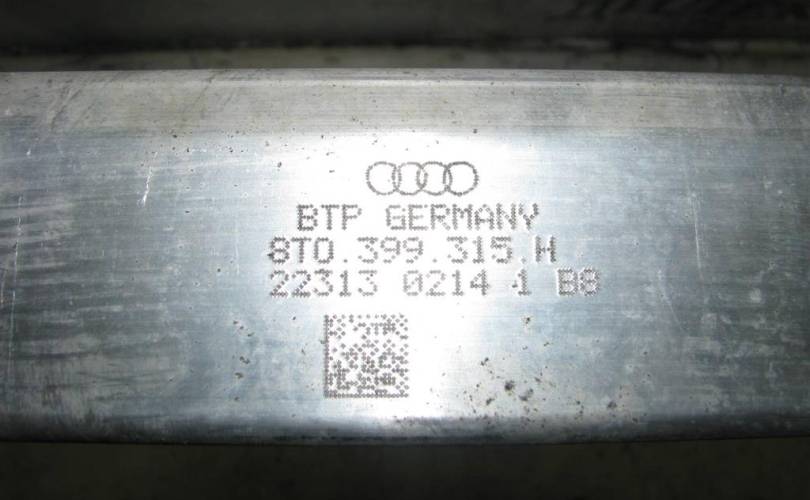 BTP GERMANY
8T0.399.315.H
22313 0214 1 B8